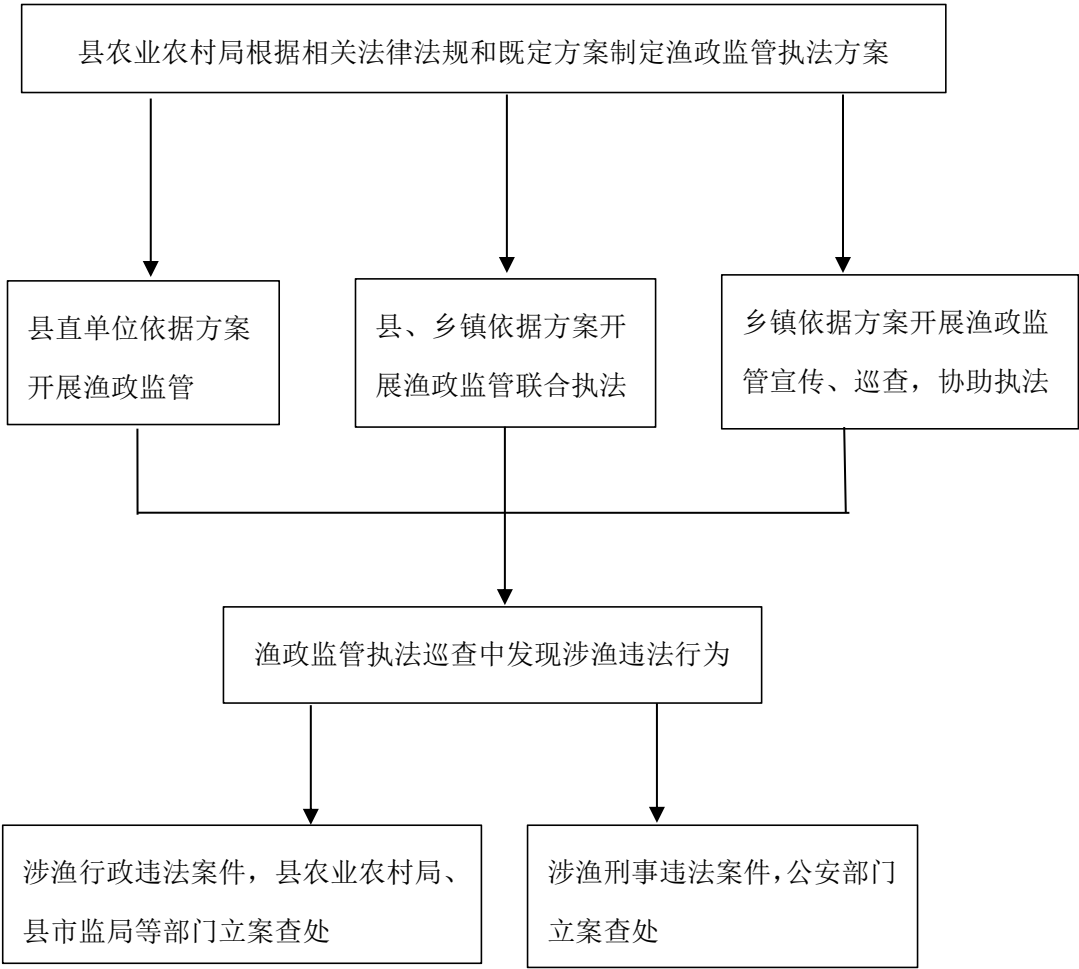 县农业农村局根据相关法律法规和既定方案制定渔政监管执法方案
县直单位依据方案
开展渔政监管
县、乡镇依据方案开
展渔政监管联合执法
乡镇依据方案开展渔政监
管宣传、巡查，协助执法
渔政监管执法巡查中发现涉渔违法行为
涉渔行政违法案件，县农业农村局、
县市监局等部门立案查处
涉渔刑事违法案件，公安部门
立案查处